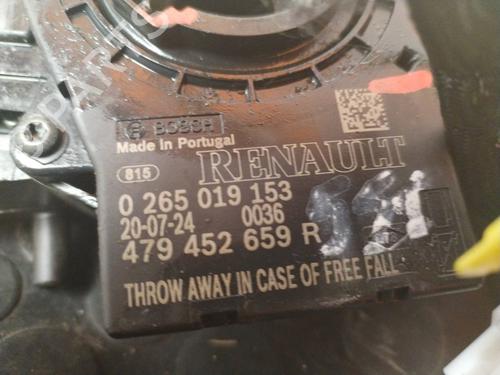 BOSCH
Made in Portugal
815
RENAULT
0 265 019 153
20-07-24 0036
479 452 659 R
THROW AWAY IN CASE OF FREE FALL